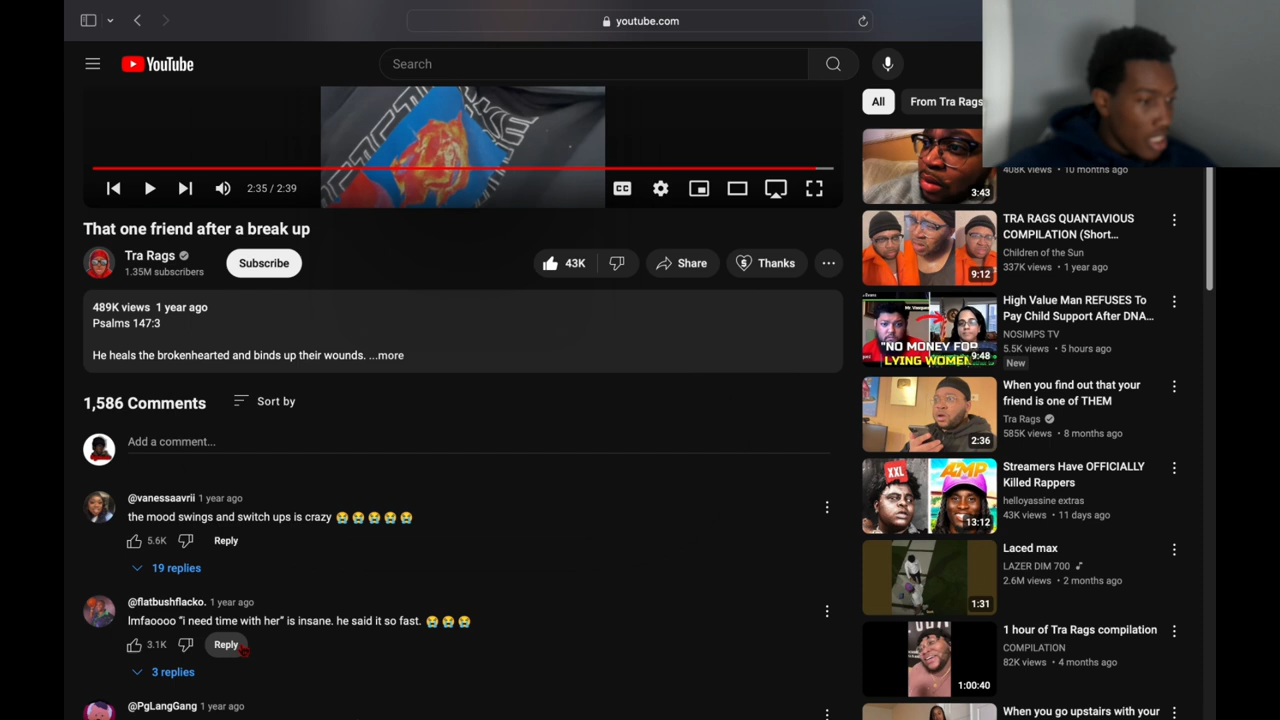 youtube.com
YouTube
Search
2:35 / 2:39
CC
That one friend after a break up
Tra Rags
1.35M subscribers
Subscribe
43K
Share
Thanks
489K views 1 year ago
Psalms 147:3
He heals the brokenhearted and binds up their wounds. ...more
1,586 Comments
Sort by
Add a comment...
@vanessaavrii 1 year ago
the mood swings and switch ups is crazy 😭😭😭😭😭
5.6K
Reply
19 replies
@flatbushflacko. 1 year ago
lmfaoooo “i need time with her” is insane. he said it so fast. 😭😭😭
3.1K
Reply
3 replies
@PgLangGang 1 year ago
All
From Tra Rags
3:43
408K views • 10 months ago
9:12
TRA RAGS QUANTAVIOUS
COMPILATION (Short...
Children of the Sun
337K views • 1 year ago
"NO MONEY FOR
LYING WOMEN
9:48
High Value Man REFUSES To
Pay Child Support After DNA...
NOSIMPS TV
5.5K views • 5 hours ago
New
2:36
When you find out that your
friend is one of THEM
Tra Rags
585K views • 8 months ago
XXL
AMP
13:12
Streamers Have OFFICIALLY
Killed Rappers
helloyassine extras
43K views • 11 days ago
1:31
Laced max
LAZER DIM 700
2.6M views • 2 months ago
1:00:40
1 hour of Tra Rags compilation
COMPILATION
82K views • 4 months ago
When you go upstairs with your